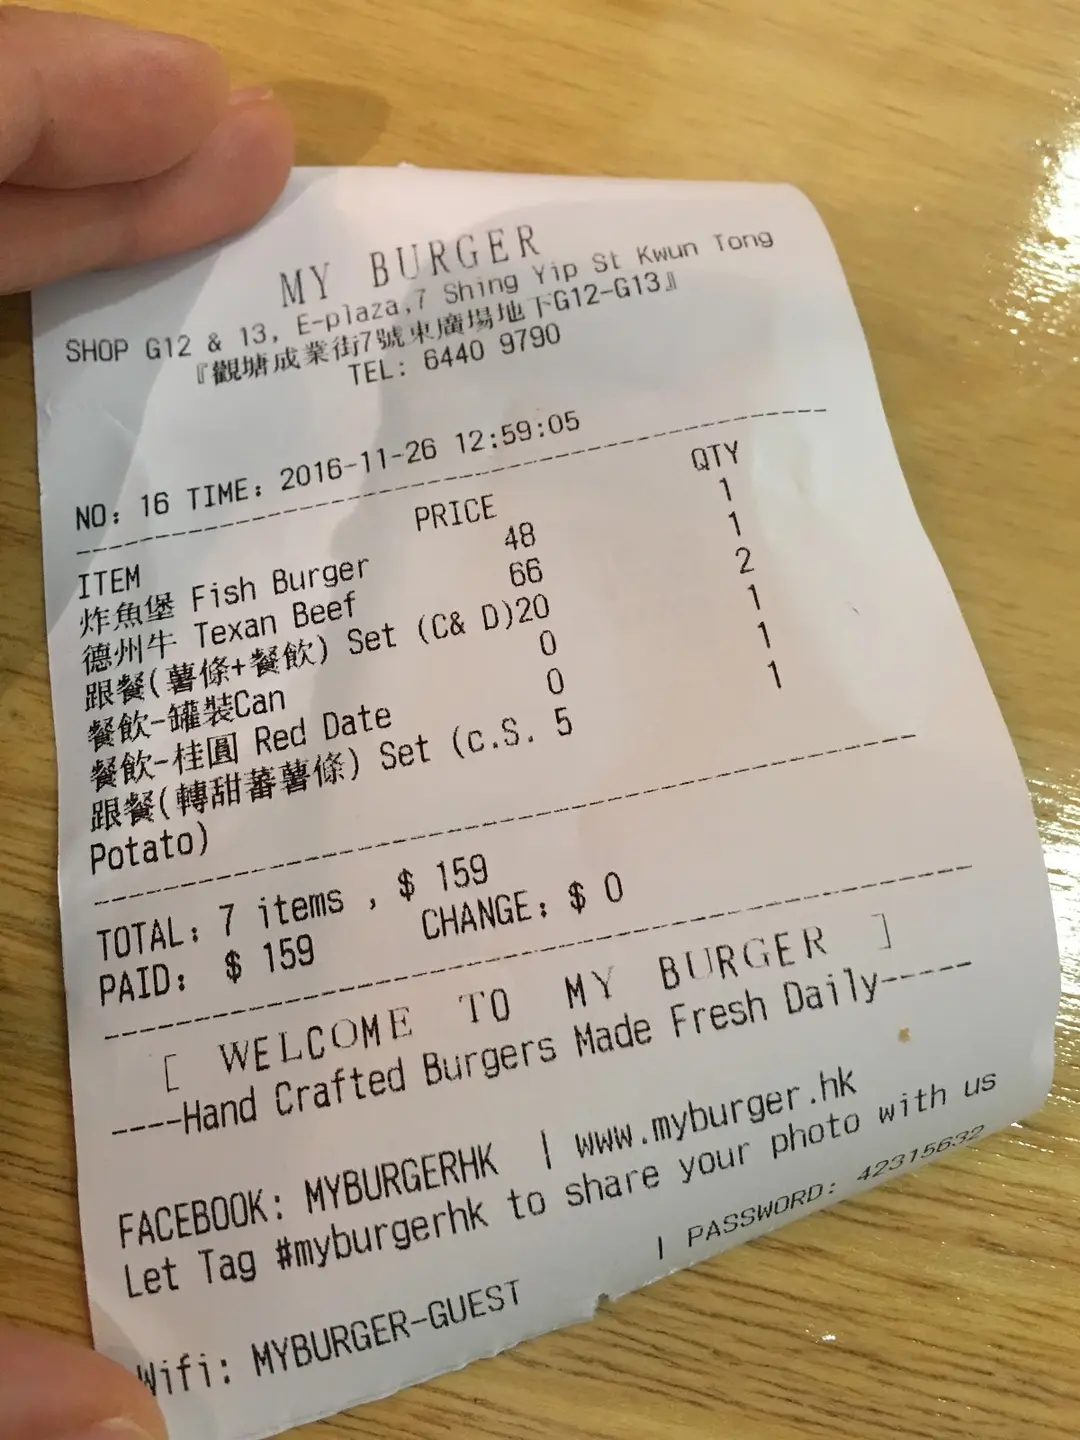 MY BURGER
SHOP G12 & 13, E-plaza,7 Shing Yip St Kwun Tong
『觀塘成業街7號東廣場地下G12-G13』
TEL: 6440 9790
NO: 16 TIME: 2016-11-26 12:59:05
ITEM PRICE QTY
炸魚堡 Fish Burger 48 1
德州牛 Texan Beef 66 1
跟餐(薯條+餐飲) Set (C& D)20 2
餐飲-罐裝Can 0 1
餐飲-桂圓 Red Date 0 1
跟餐(轉甜蕃薯條) Set (c.S. 5 1
Potato)
TOTAL: 7 items , $ 159
PAID: $ 159 CHANGE: $ 0
[ WELCOME TO MY BURGER ]
----Hand Crafted Burgers Made Fresh Daily-----
FACEBOOK: MYBURGERHK | www.myburger.hk
Let Tag #myburgerhk to share your photo with us
Wifi: MYBURGER-GUEST | PASSWORD: 42315632